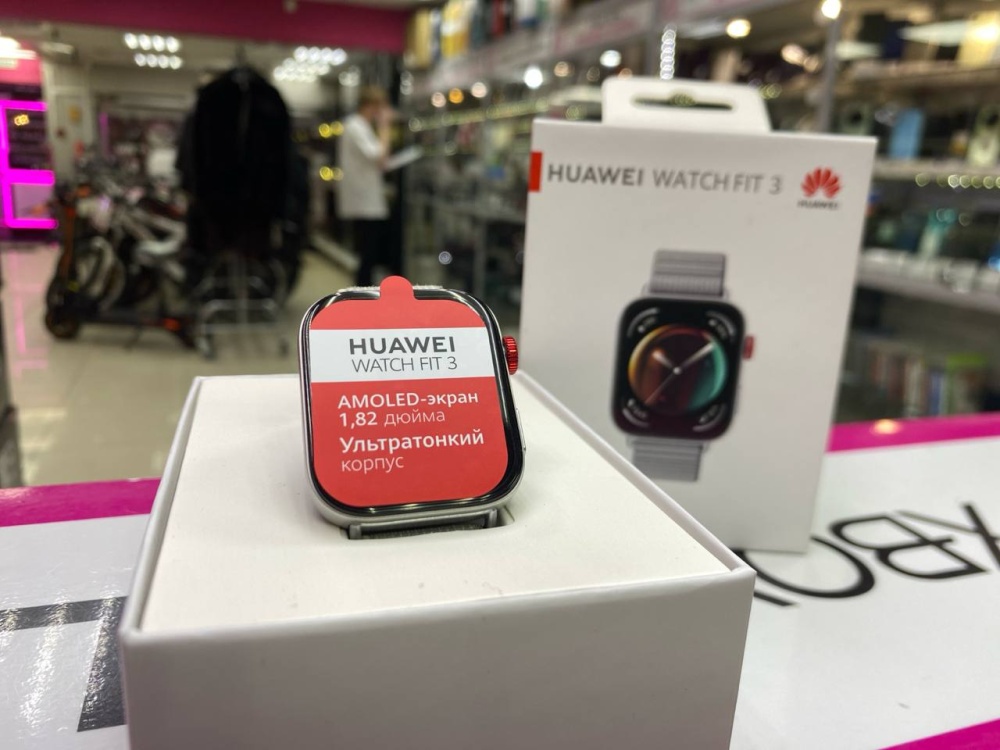 HUAWEI WATCH FIT 3
HUAWEI
HUAWEI
WATCH FIT 3
AMOLED-экран
1,82 дюйма
Ультратонкий
корпус